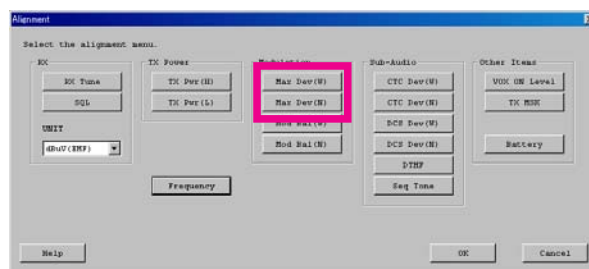 Alignment
Select the alignment menu.
RX
RX Tune
SQL
UNIT
dBuV(EMF)
TX Power
TX Pwr(H)
TX Pwr(L)
Modulation
Max Dev(W)
Max Dev(N)
Mod Bal(W)
Mod Bal(N)
Sub-Audio
CTC Dev(W)
CTC Dev(N)
DCS Dev(W)
DCS Dev(N)
DTMF
Seq Tone
Other Items
VOX ON Level
TX MSK
Battery
Frequency
Help
OK
Cancel